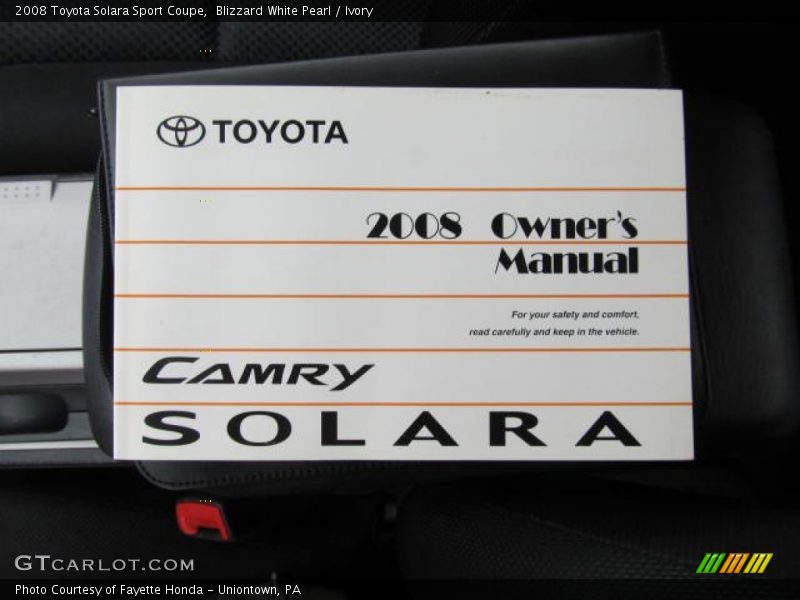 2008 Toyota Solara Sport Coupe,  Blizzard White Pearl / Ivory
TOYOTA
2008 Owner's
Manual
For your safety and comfort,
read carefully and keep in the vehicle.
CAMRY
SOLARA
GTCARLOT.COM
Photo Courtesy of Fayette Honda - Uniontown, PA